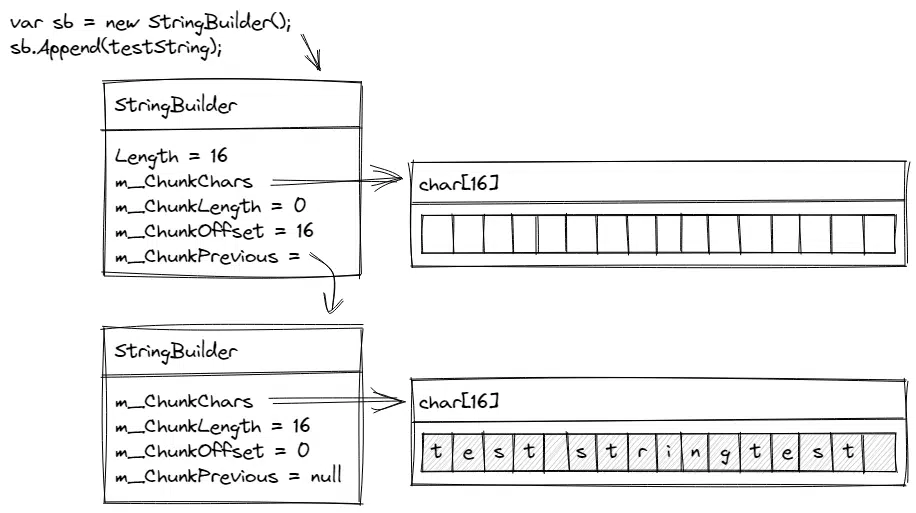 var sb = new StringBuilder();
sb.Append(testString);
StringBuilder
Length = 16
m_ChunkChars
m_ChunkLength = 0
m_ChunkOffset = 16
m_ChunkPrevious =
char[16]
StringBuilder
m_ChunkChars
m_ChunkLength = 16
m_ChunkOffset = 0
m_ChunkPrevious = null
char[16]
t e s t   s t r i n g t e s t